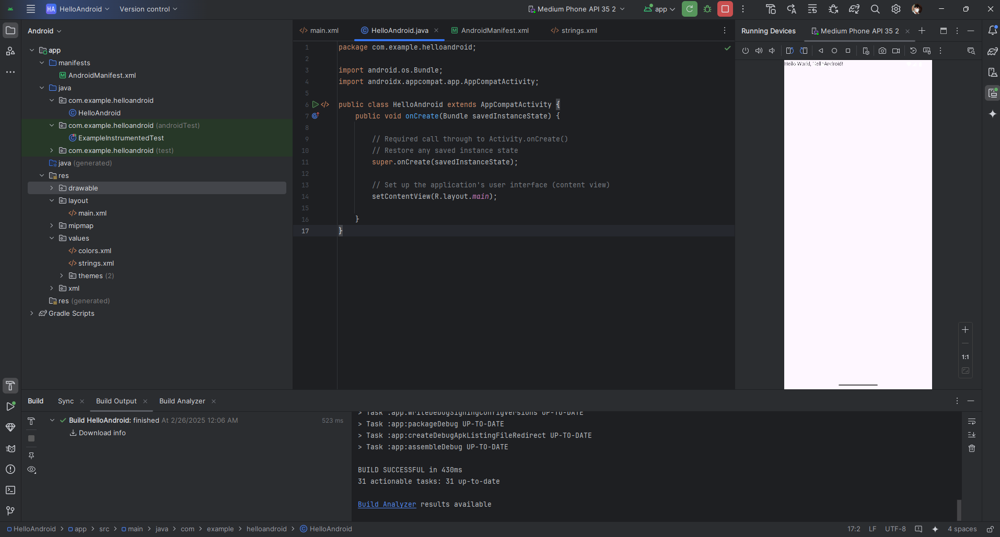 HA HelloAndroid Version control Medium Phone API 35 2 app
Android
app
manifests
AndroidManifest.xml
java
com.example.helloandroid
HelloAndroid
com.example.helloandroid (androidTest)
ExampleInstrumentedTest
com.example.helloandroid (test)
java (generated)
res
drawable
layout
main.xml
mipmap
values
colors.xml
strings.xml
themes (2)
xml
res (generated)
Gradle Scripts
main.xml HelloAndroid.java AndroidManifest.xml strings.xml
1 package com.example.helloandroid;
2
3 import android.os.Bundle;
4 import androidx.appcompat.app.AppCompatActivity;
5
6 public class HelloAndroid extends AppCompatActivity {
7 public void onCreate(Bundle savedInstanceState) {
8
9 // Required call through to Activity.onCreate()
10 // Restore any saved instance state
11 super.onCreate(savedInstanceState);
12
13 // Set up the application's user interface (content view)
14 setContentView(R.layout.main);
15
16 }
17 }
Running Devices Medium Phone API 35 2
Hello World, HelloAndroid!
1:1
Build Sync Build Output Build Analyzer
Build HelloAndroid: finished At 2/26/2025 12:06 AM 523 ms
Download info
> Task :app:writeDebugSigningConfigVersions UP-TO-DATE
> Task :app:packageDebug UP-TO-DATE
> Task :app:createDebugApkListingFileRedirect UP-TO-DATE
> Task :app:assembleDebug UP-TO-DATE
BUILD SUCCESSFUL in 430ms
31 actionable tasks: 31 up-to-date
Build Analyzer results available
HelloAndroid > app > src > main > java > com > example > helloandroid > HelloAndroid 17:2 LF UTF-8 4 spaces